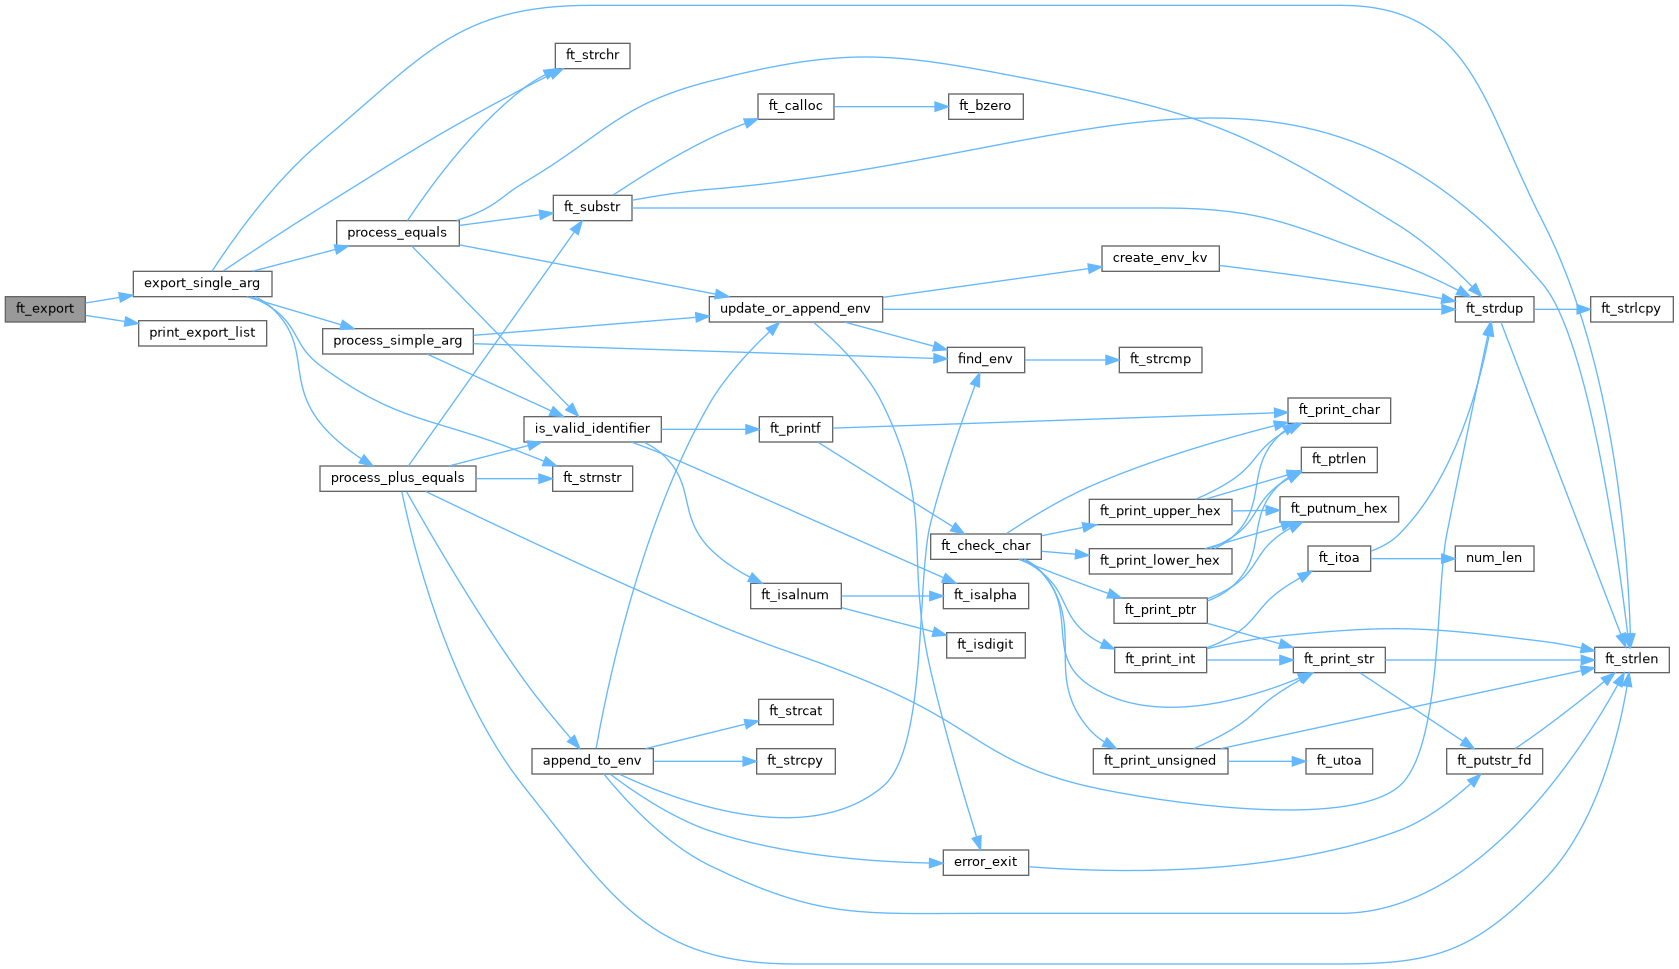 ft_export
export_single_arg
print_export_list
process_equals
process_simple_arg
process_plus_equals
ft_strchr
ft_substr
is_valid_identifier
ft_strnstr
append_to_env
ft_calloc
update_or_append_env
ft_printf
ft_isalnum
ft_strcat
ft_strcpy
ft_bzero
find_env
ft_check_char
ft_isalpha
ft_isdigit
error_exit
create_env_kv
ft_strcmp
ft_print_upper_hex
ft_print_lower_hex
ft_print_ptr
ft_print_int
ft_print_unsigned
ft_print_char
ft_ptrlen
ft_putnum_hex
ft_itoa
ft_print_str
ft_utoa
ft_strdup
num_len
ft_putstr_fd
ft_strlcpy
ft_strlen